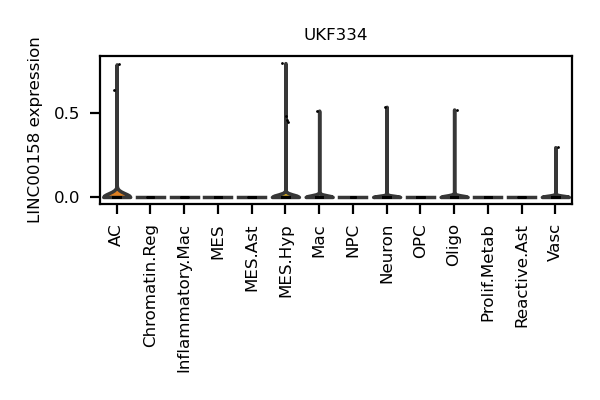 UKF334
LINC00158 expression
0.5
0.0
AC
Chromatin.Reg
Inflammatory.Mac
MES
MES.Ast
MES.Hyp
Mac
NPC
Neuron
OPC
Oligo
Prolif.Metab
Reactive.Ast
Vasc